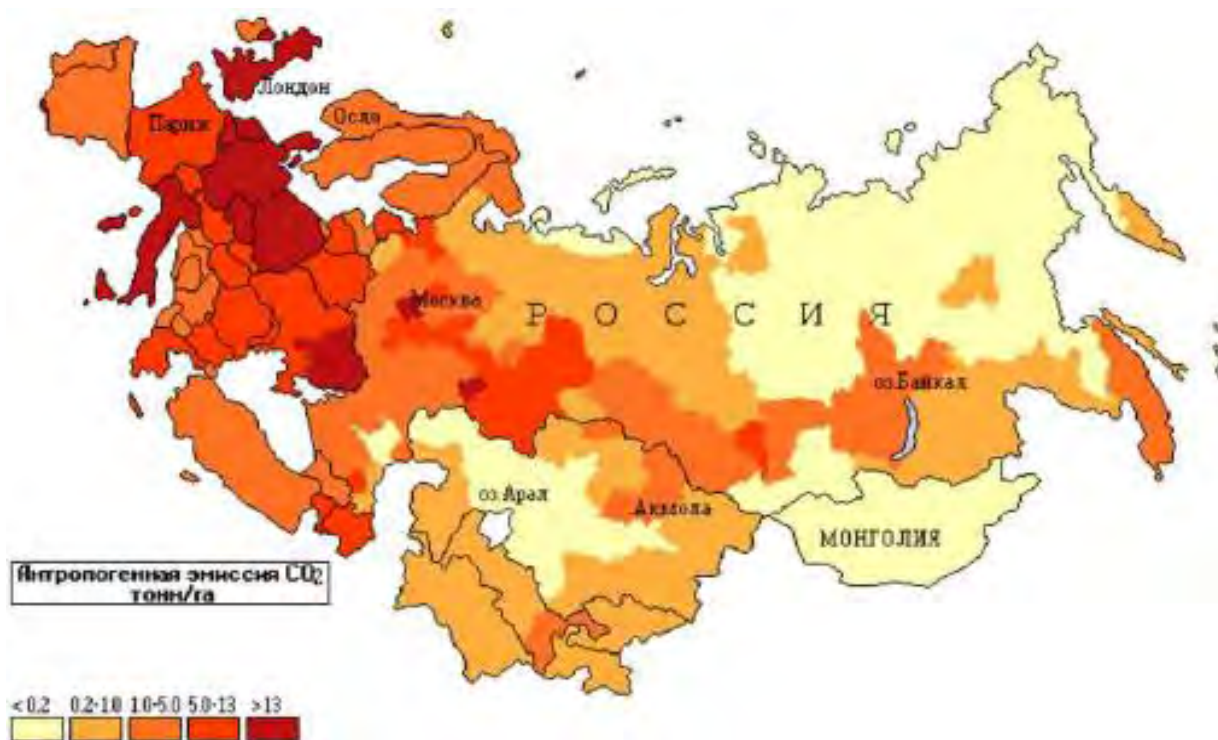 Лондон
Париж
Осло
Москва
РОССИЯ
оз.Байкал
оз.Арал
Акмола
МОНГОЛИЯ
Антропогенная эмиссия CO2
тонн/га
<0.2 0.2-1.0 1.0-5.0 5.0-13 >13